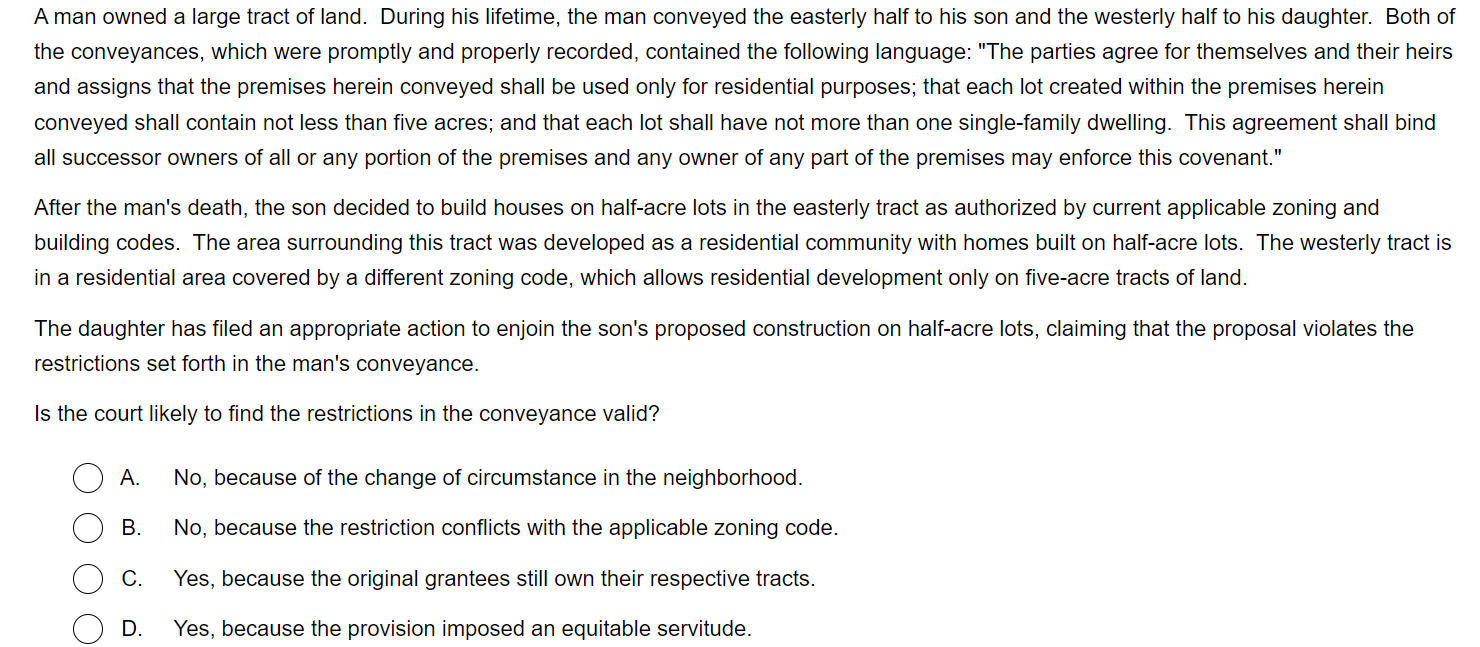 A man owned a large tract of land.  During his lifetime, the man conveyed the easterly half to his son and the westerly half to his daughter.  Both of
the conveyances, which were promptly and properly recorded, contained the following language: "The parties agree for themselves and their heirs
and assigns that the premises herein conveyed shall be used only for residential purposes; that each lot created within the premises herein
conveyed shall contain not less than five acres; and that each lot shall have not more than one single-family dwelling.  This agreement shall bind
all successor owners of all or any portion of the premises and any owner of any part of the premises may enforce this covenant."
After the man's death, the son decided to build houses on half-acre lots in the easterly tract as authorized by current applicable zoning and
building codes.  The area surrounding this tract was developed as a residential community with homes built on half-acre lots.  The westerly tract is
in a residential area covered by a different zoning code, which allows residential development only on five-acre tracts of land.
The daughter has filed an appropriate action to enjoin the son's proposed construction on half-acre lots, claiming that the proposal violates the
restrictions set forth in the man's conveyance.
Is the court likely to find the restrictions in the conveyance valid?
A. No, because of the change of circumstance in the neighborhood.
B. No, because the restriction conflicts with the applicable zoning code.
C. Yes, because the original grantees still own their respective tracts.
D. Yes, because the provision imposed an equitable servitude.